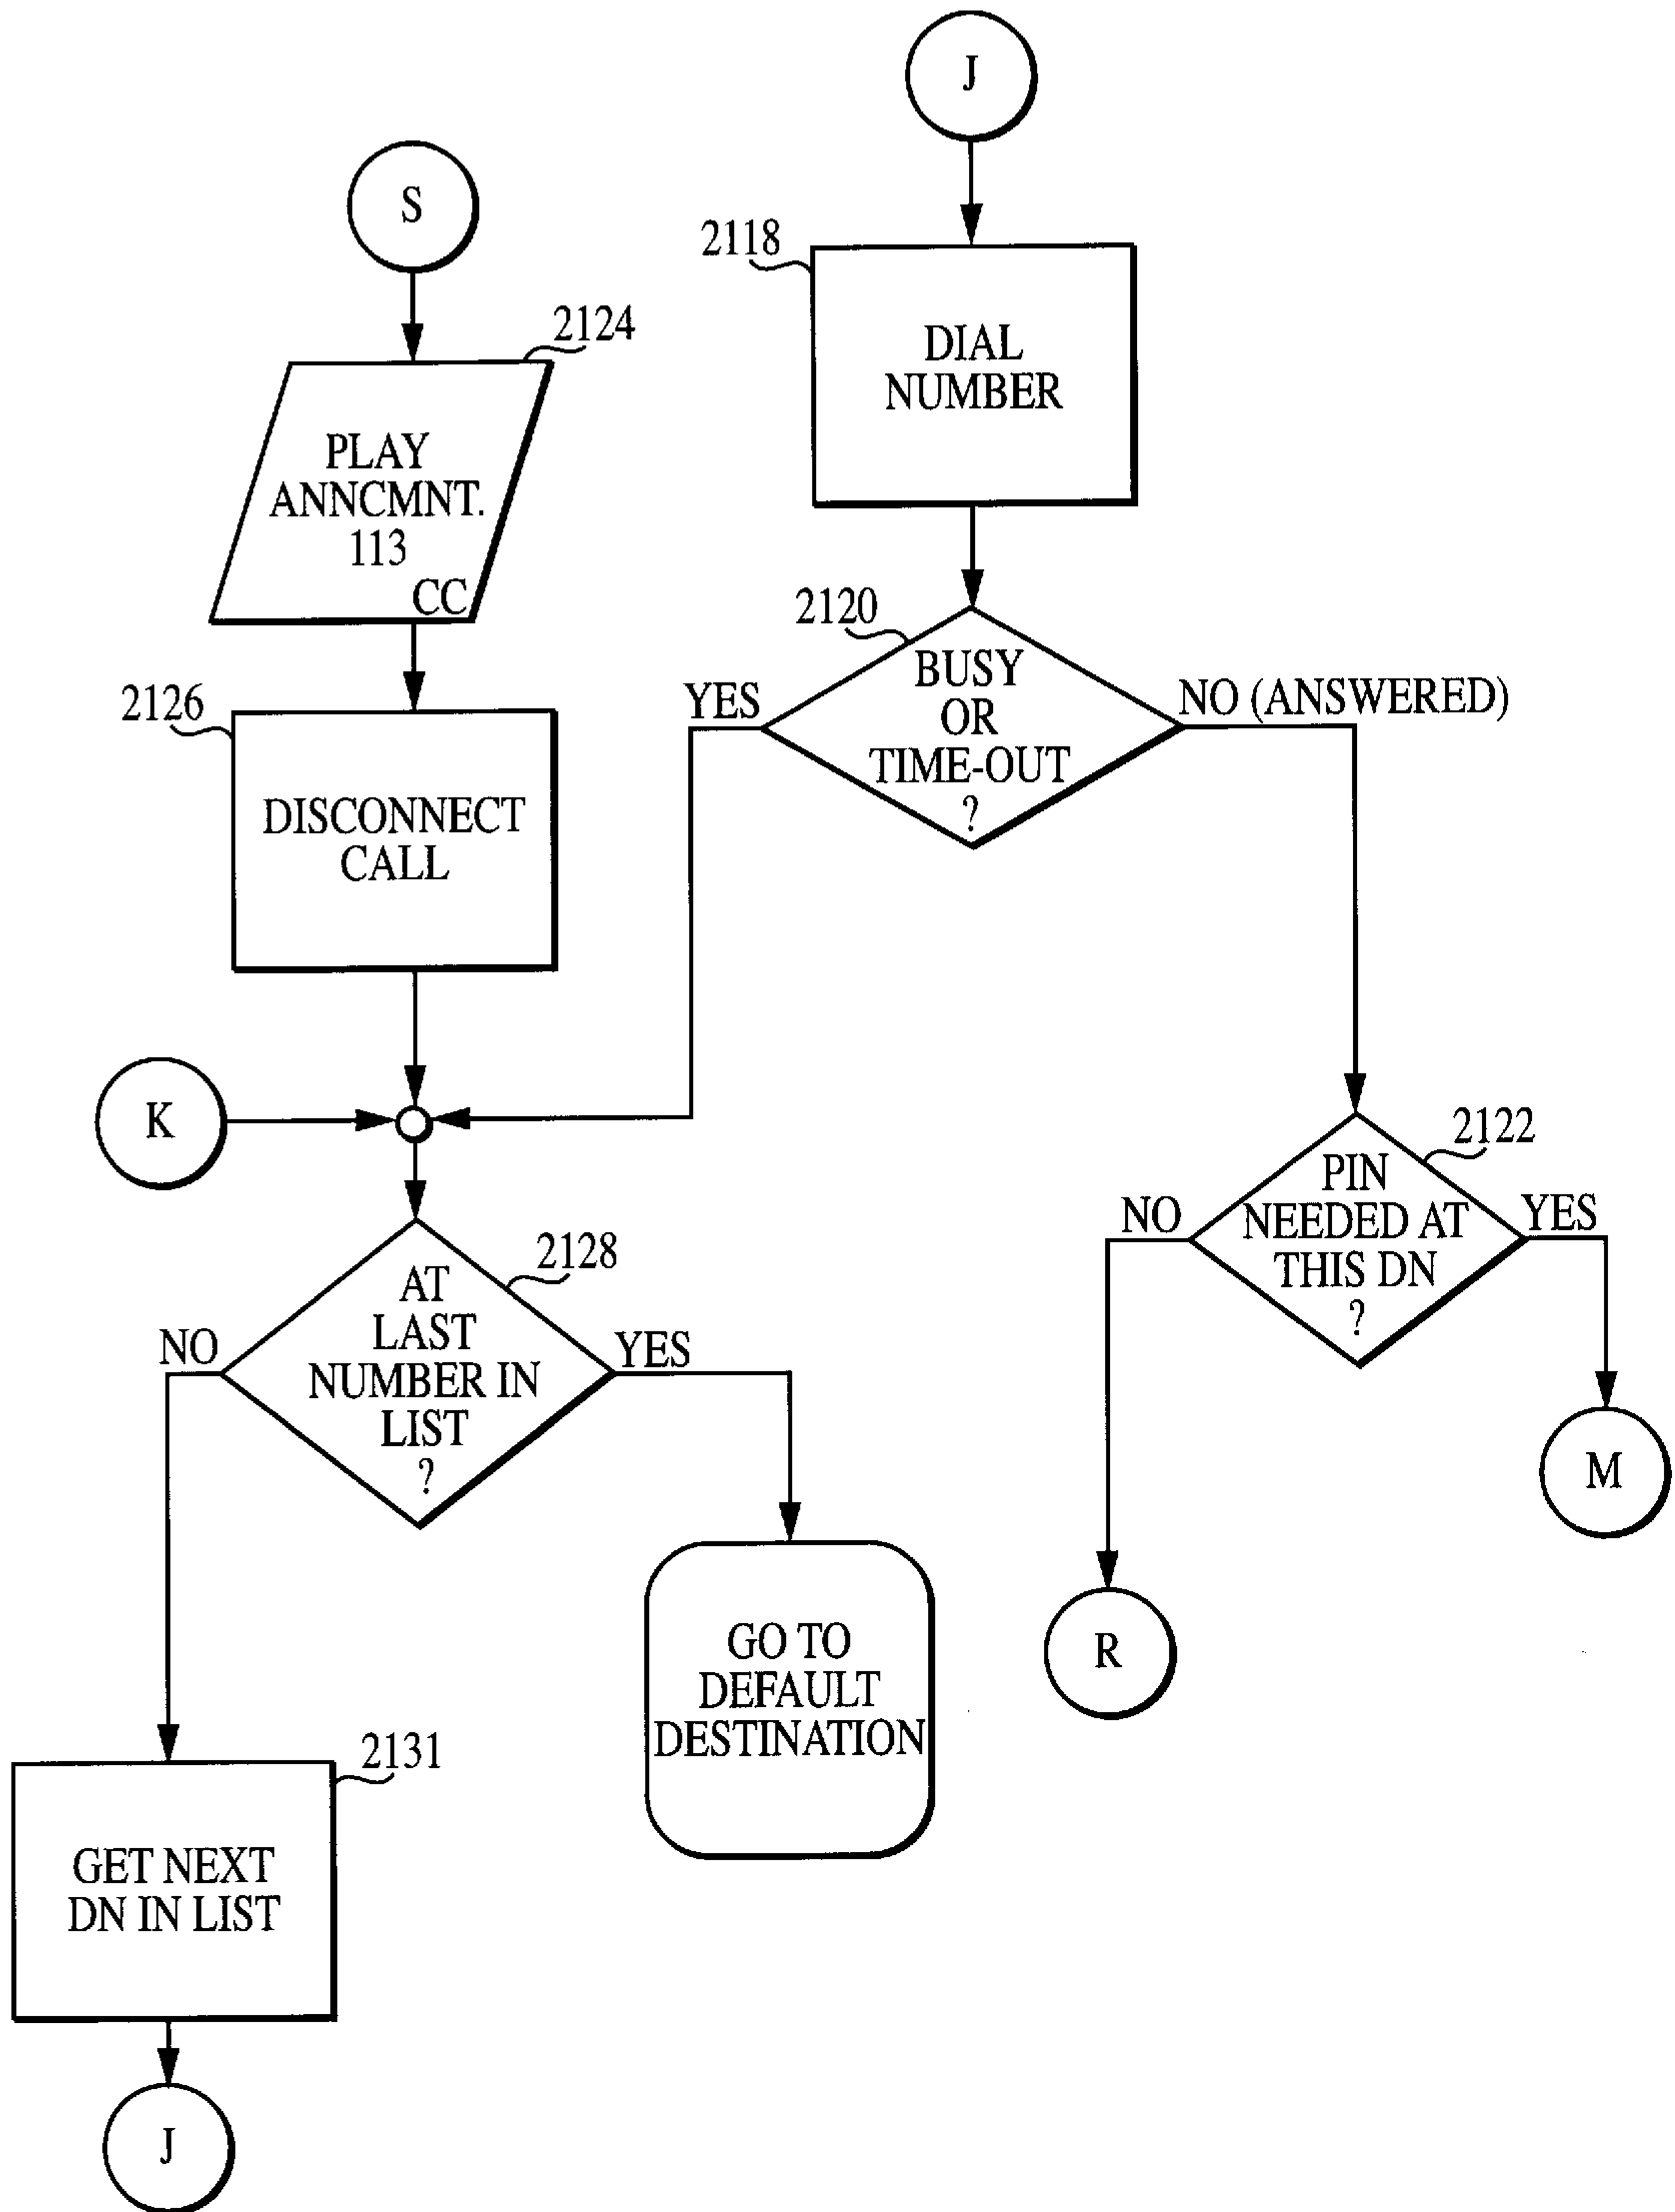 J
S
2118
DIAL
NUMBER
2124
PLAY
ANNCMNT.
113
CC
2120
BUSY
OR
TIME-OUT
?
YES
NO (ANSWERED)
2126
DISCONNECT
CALL
K
2122
PIN
NEEDED AT
THIS DN
?
NO
YES
2128
AT
LAST
NUMBER IN
LIST
?
NO
YES
M
R
GO TO
DEFAULT
DESTINATION
2131
GET NEXT
DN IN LIST
J